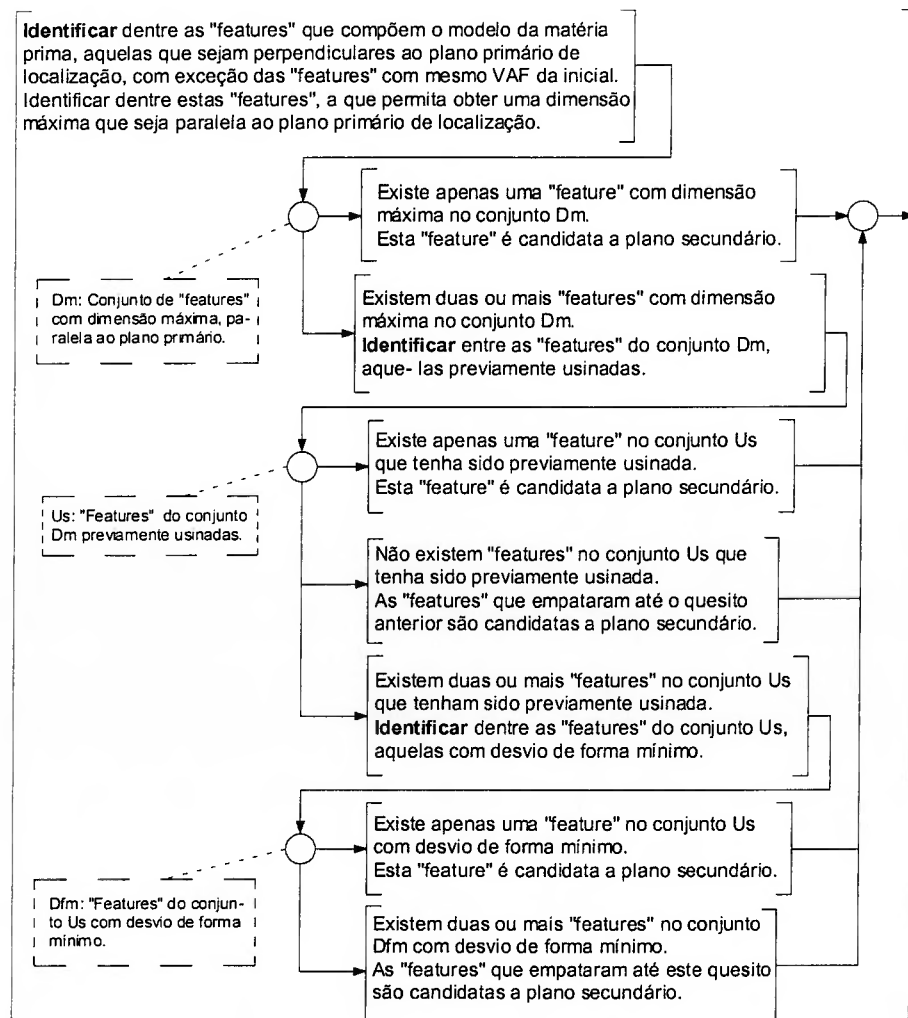 Identificar dentre as "features" que compõem o modelo da matéria
prima, aquelas que sejam perpendiculares ao plano primário de
localização, com exceção das "features" com mesmo VAF da inicial.
Identificar dentre estas "features", a que permita obter uma dimensão
máxima que seja paralela ao plano primário de localização.
Existe apenas uma "feature" com dimensão
máxima no conjunto Dm.
Esta "feature" é candidata a plano secundário.
Dm: Conjunto de "features"
com dimensão máxima, pa-
ralela ao plano primário.
Existem duas ou mais "features" com dimensão
máxima no conjunto Dm.
Identificar entre as "features" do conjunto Dm,
aque- las previamente usinadas.
Existe apenas uma "feature" no conjunto Us
que tenha sido previamente usinada.
Esta "feature" é candidata a plano secundário.
Us: "Features" do conjunto
Dm previamente usinadas.
Não existem "features" no conjunto Us que
tenha sido previamente usinada.
As "features" que empataram até o quesito
anterior são candidatas a plano secundário.
Existem duas ou mais "features" no conjunto Us
que tenham sido previamente usinada.
Identificar dentre as "features" do conjunto Us,
aquelas com desvio de forma mínimo.
Existe apenas uma "feature" no conjunto Us
com desvio de forma mínimo.
Esta "feature" é candidata a plano secundário.
Dfm: "Features" do conjun-
to Us com desvio de forma
mínimo.
Existem duas ou mais "features" no conjunto
Dfm com desvio de forma mínimo.
As "features" que empataram até este quesito
são candidatas a plano secundário.